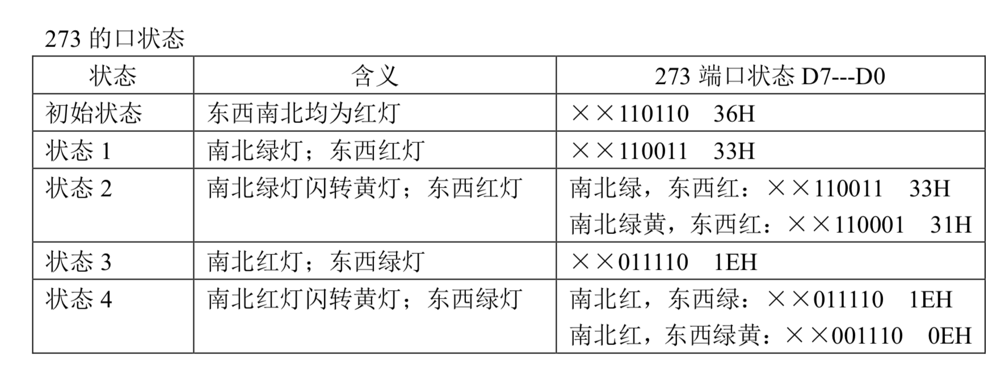 273 的口状态
状态 含义 273 端口状态 D7---D0
初始状态 东西南北均为红灯 ××110110 36H
状态 1 南北绿灯；东西红灯 ××110011 33H
状态 2 南北绿灯闪转黄灯；东西红灯 南北绿，东西红：××110011 33H
南北绿黄，东西红：××110001 31H
状态 3 南北红灯；东西绿灯 ××011110 1EH
状态 4 南北红灯闪转黄灯；东西绿灯 南北红，东西绿：××011110 1EH
南北红，东西绿黄：××001110 0EH